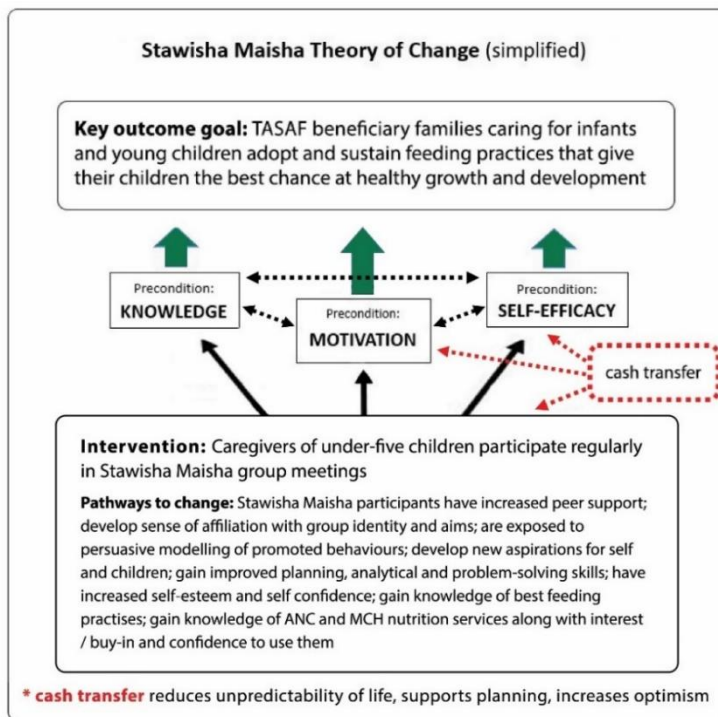 Stawisha Maisha Theory of Change (simplified)
Key outcome goal: TASAF beneficiary families caring for infants
and young children adopt and sustain feeding practices that give
their children the best chance at healthy growth and development
Precondition:
KNOWLEDGE
Precondition:
MOTIVATION
Precondition:
SELF-EFFICACY
cash transfer
Intervention: Caregivers of under-five children participate regularly
in Stawisha Maisha group meetings
Pathways to change: Stawisha Maisha participants have increased peer support;
develop sense of affiliation with group identity and aims; are exposed to
persuasive modelling of promoted behaviours; develop new aspirations for self
and children; gain improved planning, analytical and problem-solving skills; have
increased self-esteem and self confidence; gain knowledge of best feeding
practises; gain knowledge of ANC and MCH nutrition services along with interest
/ buy-in and confidence to use them
* cash transfer reduces unpredictability of life, supports planning, increases optimism